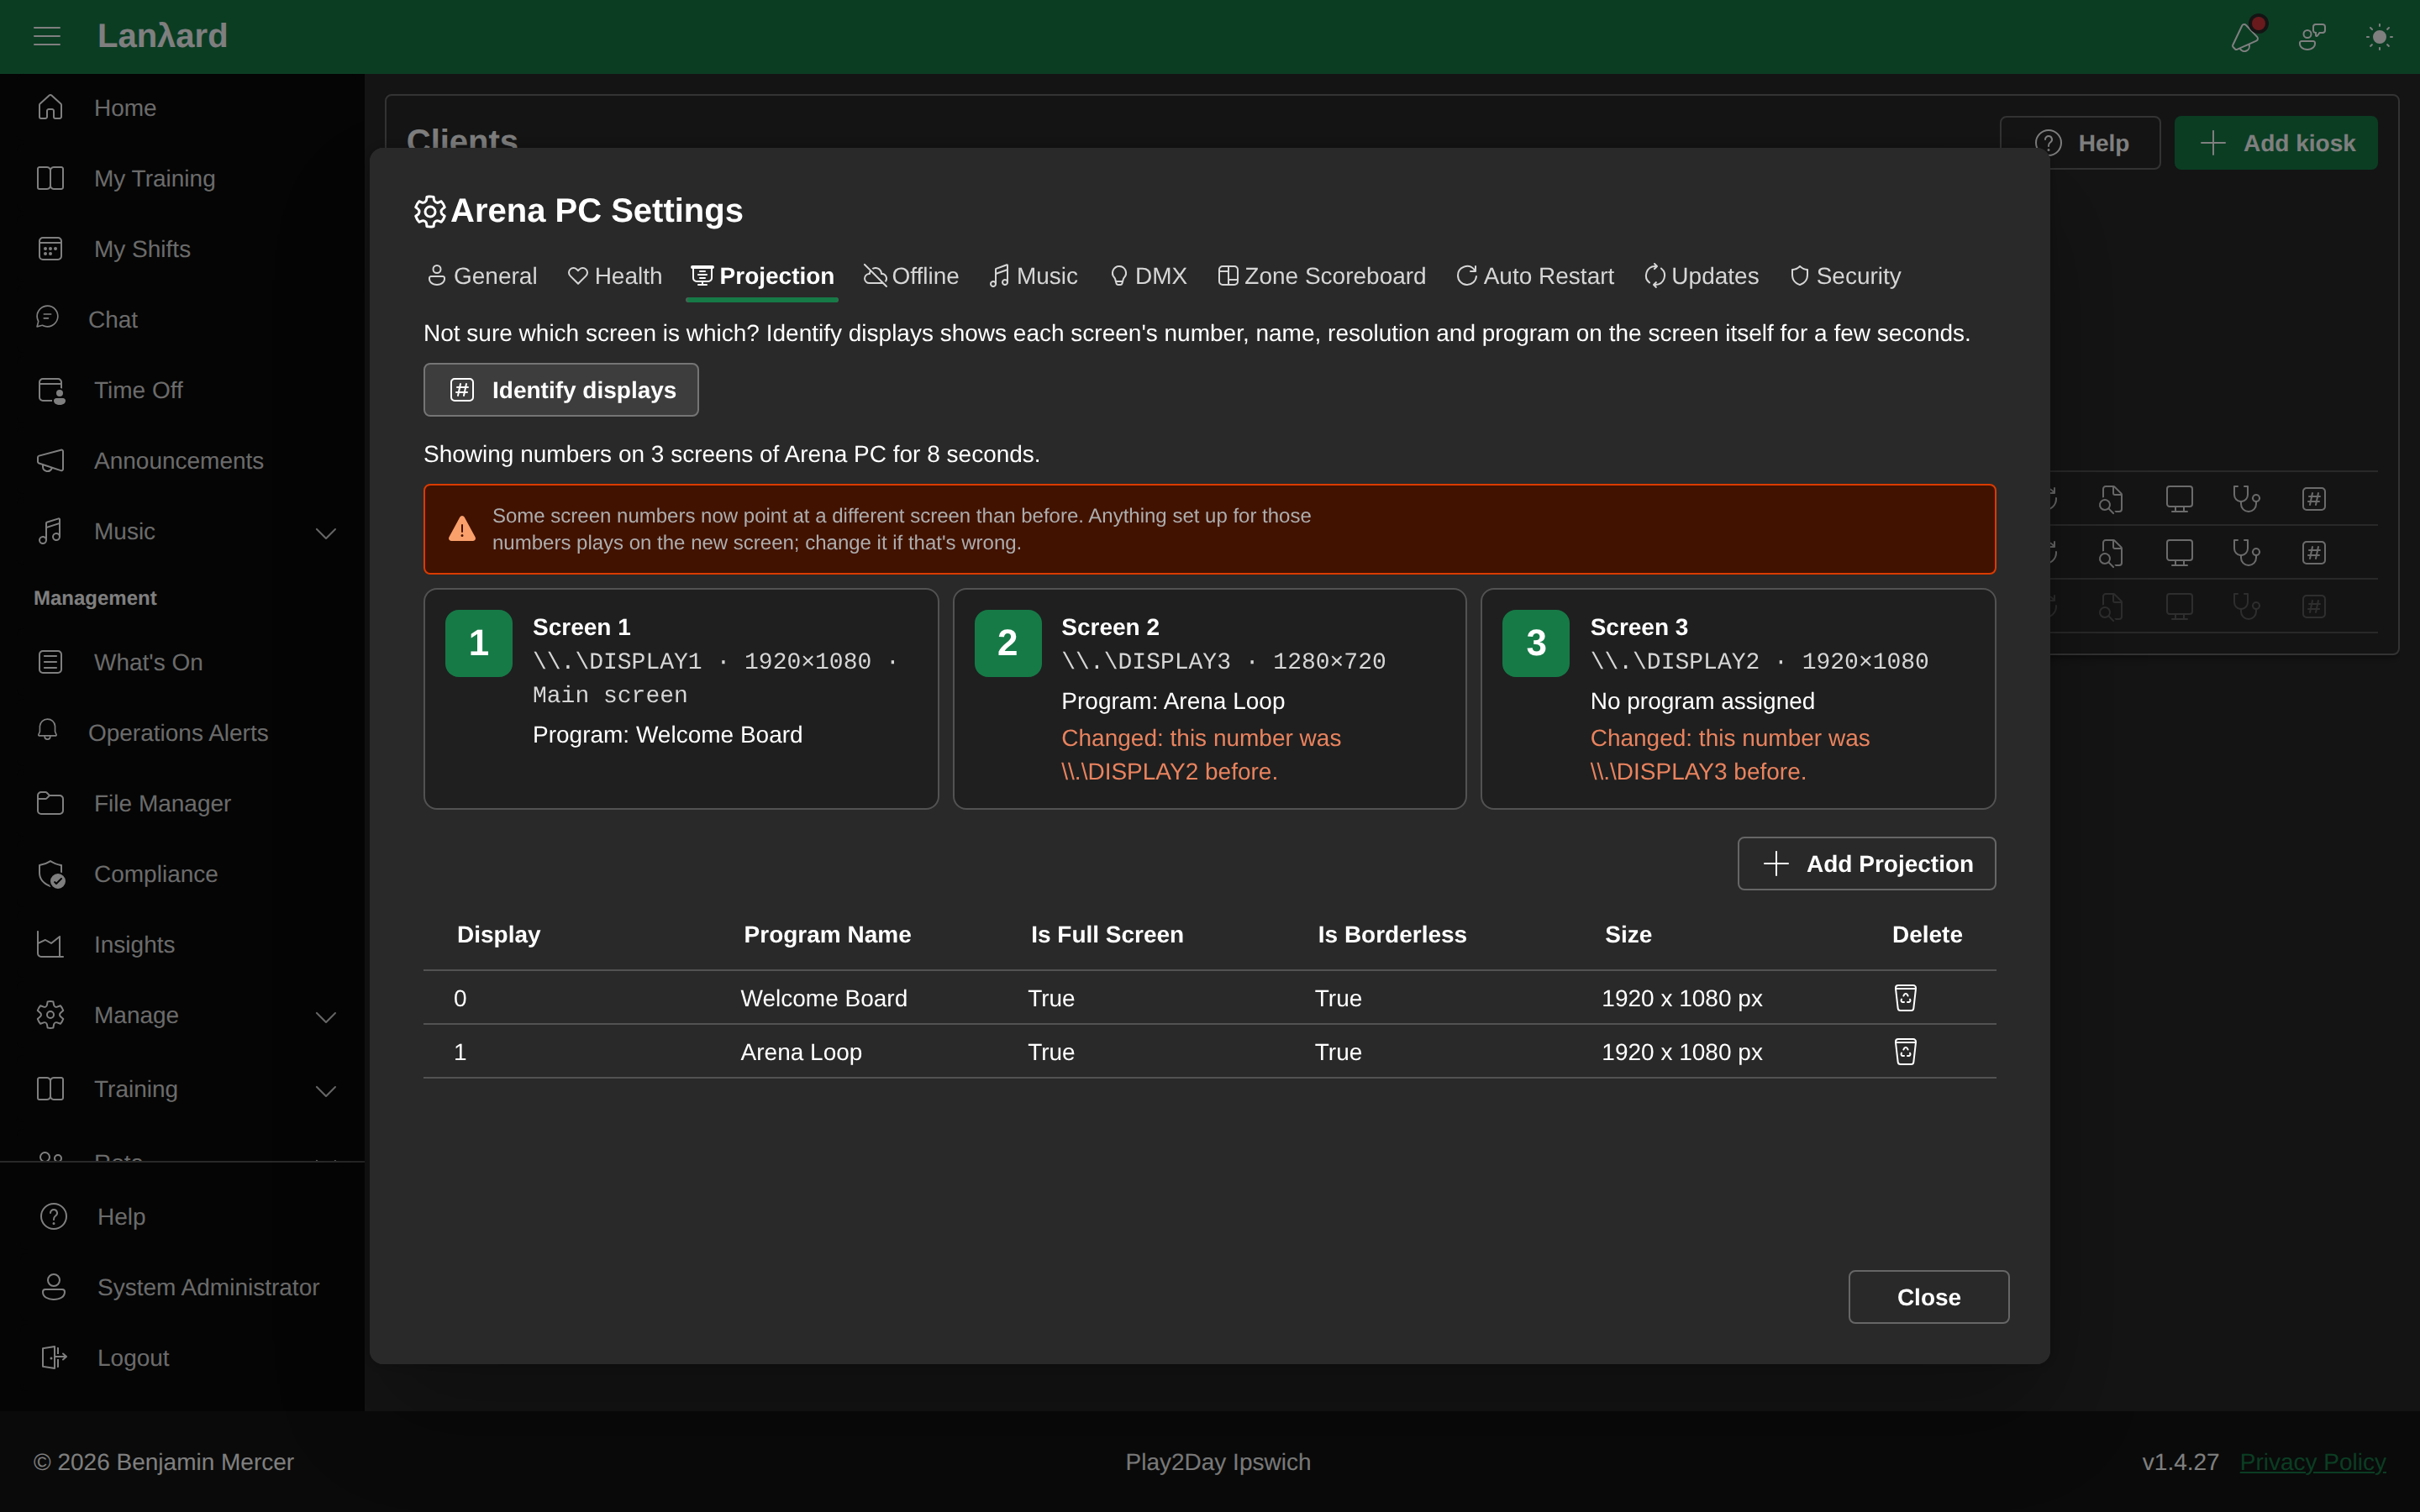 Lanλard
Home
My Training
My Shifts
Chat
Time Off
Announcements
Music
Management
What's On
Operations Alerts
File Manager
Compliance
Insights
Manage
Training
Rota
Help
System Administrator
Logout
Clients
Help
Add kiosk
Arena PC Settings
General
Health
Projection
Offline
Music
DMX
Zone Scoreboard
Auto Restart
Updates
Security
Not sure which screen is which? Identify displays shows each screen's number, name, resolution and program on the screen itself for a few seconds.
Identify displays
Showing numbers on 3 screens of Arena PC for 8 seconds.
Some screen numbers now point at a different screen than before. Anything set up for those
numbers plays on the new screen; change it if that's wrong.
1
Screen 1
\\.\DISPLAY1 · 1920×1080 ·
Main screen
Program: Welcome Board
2
Screen 2
\\.\DISPLAY3 · 1280×720
Program: Arena Loop
Changed: this number was
\\.\DISPLAY2 before.
3
Screen 3
\\.\DISPLAY2 · 1920×1080
No program assigned
Changed: this number was
\\.\DISPLAY3 before.
Add Projection
Display Program Name Is Full Screen Is Borderless Size Delete
0 Welcome Board True True 1920 x 1080 px
1 Arena Loop True True 1920 x 1080 px
Close
© 2026 Benjamin Mercer
Play2Day Ipswich
v1.4.27 Privacy Policy